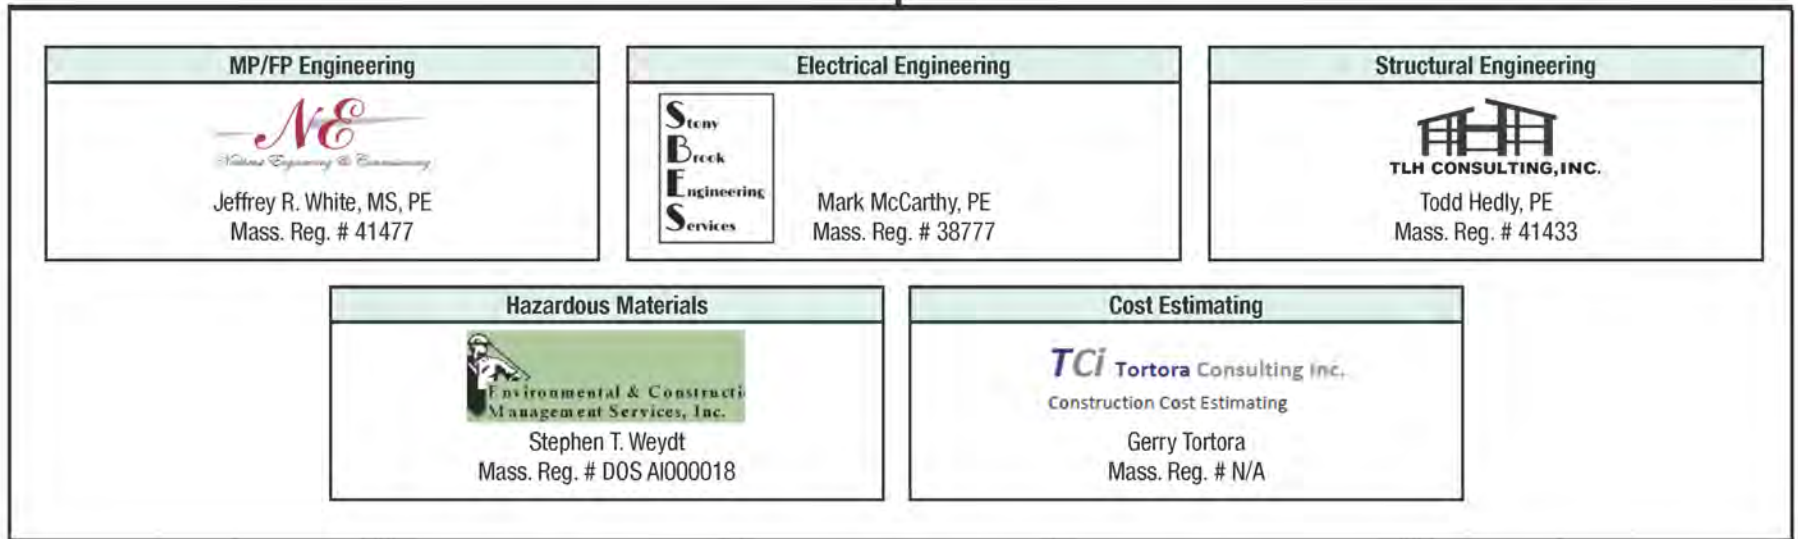 MP/FP Engineering
NE
Engineering & Commissioning
Jeffrey R. White, MS, PE
Mass. Reg. # 41477
Electrical Engineering
Stony
Brook
Engineering
Services
Mark McCarthy, PE
Mass. Reg. # 38777
Structural Engineering
TLH CONSULTING, INC.
Todd Hedly, PE
Mass. Reg. # 41433
Hazardous Materials
Environmental & Constructi
Management Services, Inc.
Stephen T. Weydt
Mass. Reg. # DOS AI000018
Cost Estimating
TCi Tortora Consulting Inc.
Construction Cost Estimating
Gerry Tortora
Mass. Reg. # N/A